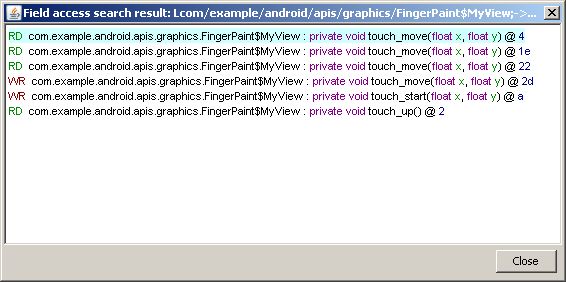 Field access search result: Lcom/example/android/apis/graphics/FingerPaint$MyView;->...
RD com.example.android.apis.graphics.FingerPaint$MyView : private void touch_move(float x, float y) @ 4
RD com.example.android.apis.graphics.FingerPaint$MyView : private void touch_move(float x, float y) @ 1e
RD com.example.android.apis.graphics.FingerPaint$MyView : private void touch_move(float x, float y) @ 22
WR com.example.android.apis.graphics.FingerPaint$MyView : private void touch_move(float x, float y) @ 2d
WR com.example.android.apis.graphics.FingerPaint$MyView : private void touch_start(float x, float y) @ a
RD com.example.android.apis.graphics.FingerPaint$MyView : private void touch_up() @ 2
Close